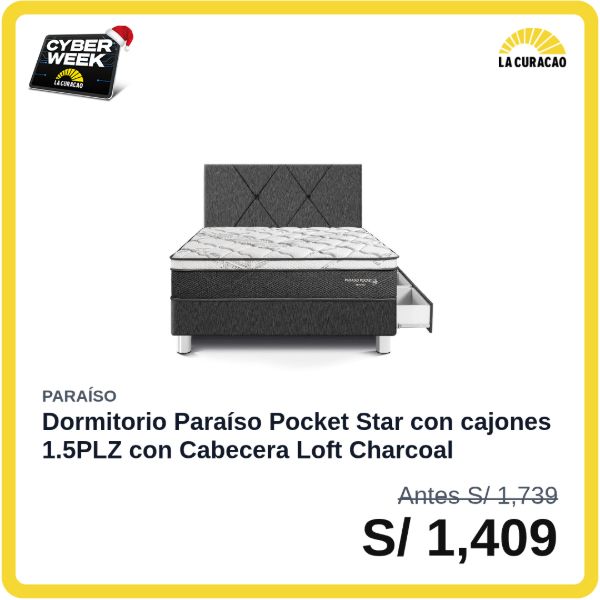 CYBER
WEEK
LA CURACAO
LA CURACAO
PARAÍSO
Dormitorio Paraíso Pocket Star con cajones
1.5PLZ con Cabecera Loft Charcoal
Antes S/ 1,739
S/ 1,409